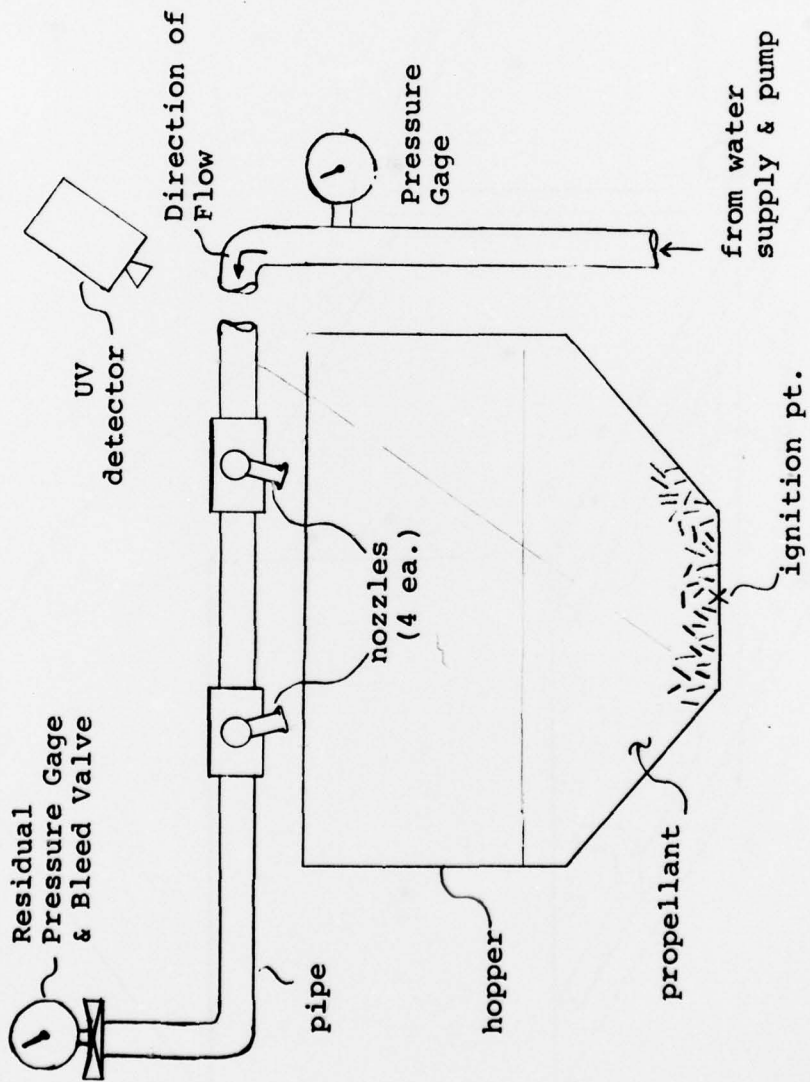 Residual
Pressure Gage
& Bleed Valve
UV
detector
Direction of
Flow
Pressure
Gage
from water
supply & pump
nozzles
(4 ea.)
pipe
hopper
propellant
ignition pt.